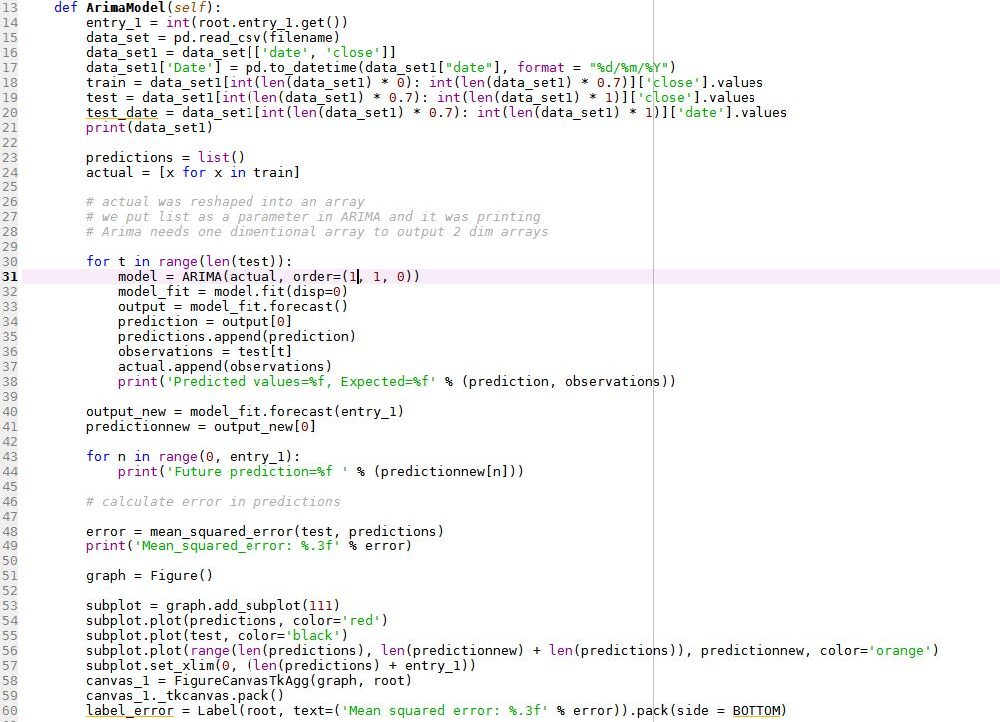 13 def ArimaModel(self):
14 entry_1 = int(root.entry_1.get())
15 data_set = pd.read_csv(filename)
16 data_set1 = data_set[['date', 'close']]
17 data_set1['Date'] = pd.to_datetime(data_set1["date"], format = "%d/%m/%Y")
18 train = data_set1[int(len(data_set1) * 0): int(len(data_set1) * 0.7)]['close'].values
19 test = data_set1[int(len(data_set1) * 0.7): int(len(data_set1) * 1)]['close'].values
20 test_date = data_set1[int(len(data_set1) * 0.7): int(len(data_set1) * 1)]['date'].values
21 print(data_set1)
22
23 predictions = list()
24 actual = [x for x in train]
25
26 # actual was reshaped into an array
27 # we put list as a parameter in ARIMA and it was printing
28 # Arima needs one dimentional array to output 2 dim arrays
29
30 for t in range(len(test)):
31 model = ARIMA(actual, order=(1, 1, 0))
32 model_fit = model.fit(disp=0)
33 output = model_fit.forecast()
34 prediction = output[0]
35 predictions.append(prediction)
36 observations = test[t]
37 actual.append(observations)
38 print('Predicted values=%f, Expected=%f' % (prediction, observations))
39
40 output_new = model_fit.forecast(entry_1)
41 predictionnew = output_new[0]
42
43 for n in range(0, entry_1):
44 print('Future prediction=%f ' % (predictionnew[n]))
45
46 # calculate error in predictions
47
48 error = mean_squared_error(test, predictions)
49 print('Mean_squared_error: %.3f' % error)
50
51 graph = Figure()
52
53 subplot = graph.add_subplot(111)
54 subplot.plot(predictions, color='red')
55 subplot.plot(test, color='black')
56 subplot.plot(range(len(predictions), len(predictionnew) + len(predictions)), predictionnew, color='orange')
57 subplot.set_xlim(0, (len(predictions) + entry_1))
58 canvas_1 = FigureCanvasTkAgg(graph, root)
59 canvas_1._tkcanvas.pack()
60 label_error = Label(root, text=('Mean squared error: %.3f' % error)).pack(side = BOTTOM)